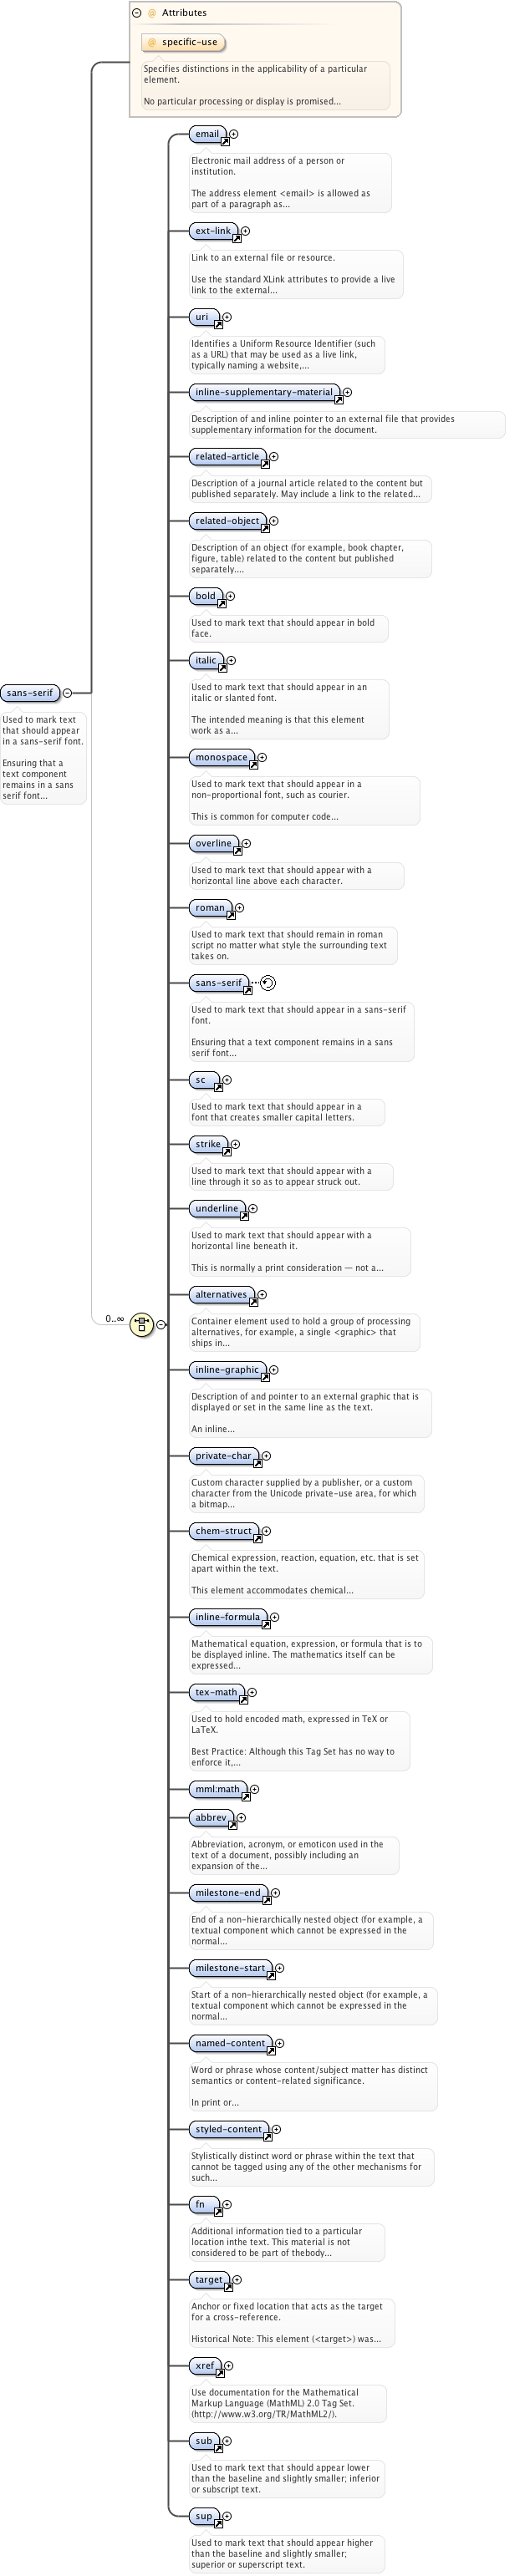 Attributes
@ specific-use
Specifies distinctions in the applicability of a particular
element.
No particular processing or display is promised...
email
Electronic mail address of a person or
institution.
The address element <email> is allowed as
part of a paragraph as...
ext-link
Link to an external file or resource.
Use the standard XLink attributes to provide a live
link to the external...
uri
Identifies a Uniform Resource Identifier (such
as a URL) that may be used as a live link,
typically naming a website,...
inline-supplementary-material
Description of and inline pointer to an external file that provides
supplementary information for the document.
related-article
Description of a journal article related to the content but
published separately. May include a link to the related...
related-object
Description of an object (for example, book chapter,
figure, table) related to the content but published
separately....
bold
Used to mark text that should appear in bold
face.
italic
Used to mark text that should appear in an
italic or slanted font.
The intended meaning is that this element
work as a...
sans-serif
Used to mark text
that should appear
in a sans-serif font.
Ensuring that a
text component
remains in a sans
serif font...
monospace
Used to mark text that should appear in a
non-proportional font, such as courier.
This is common for computer code...
overline
Used to mark text that should appear with a
horizontal line above each character.
roman
Used to mark text that should remain in roman
script no matter what style the surrounding text
takes on.
sans-serif
Used to mark text that should appear in a sans-serif
font.
Ensuring that a text component remains in a sans
serif font...
sc
Used to mark text that should appear in a
font that creates smaller capital letters.
strike
Used to mark text that should appear with a
line through it so as to appear struck out.
underline
Used to mark text that should appear with a
horizontal line beneath it.
This is normally a print consideration — not a...
alternatives
Container element used to hold a group of processing
alternatives, for example, a single <graphic> that
ships in...
0..∞
inline-graphic
Description of and pointer to an external graphic that is
displayed or set in the same line as the text.
An inline...
private-char
Custom character supplied by a publisher, or a custom
character from the Unicode private-use area, for which
a bitmap...
chem-struct
Chemical expression, reaction, equation, etc. that is set
apart within the text.
This element accommodates chemical...
inline-formula
Mathematical equation, expression, or formula that is to
be displayed inline. The mathematics itself can be
expressed...
tex-math
Used to hold encoded math, expressed in TeX or
LaTeX.
Best Practice: Although this Tag Set has no way to
enforce it,...
mml:math
abbrev
Abbreviation, acronym, or emoticon used in the
text of a document, possibly including an
expansion of the...
milestone-end
End of a non-hierarchically nested object (for example, a
textual component which cannot be expressed in the
normal...
milestone-start
Start of a non-hierarchically nested object (for example, a
textual component which cannot be expressed in the
normal...
named-content
Word or phrase whose content/subject matter has distinct
semantics or content-related significance.
In print or...
styled-content
Stylistically distinct word or phrase within the text that
cannot be tagged using any of the other mechanisms for
such...
fn
Additional information tied to a particular
location inthe text. This material is not
considered to be part of thebody...
target
Anchor or fixed location that acts as the target
for a cross-reference.
Historical Note: This element (<target>) was...
xref
Use documentation for the Mathematical
Markup Language (MathML) 2.0 Tag Set.
(http://www.w3.org/TR/MathML2/).
sub
Used to mark text that should appear lower
than the baseline and slightly smaller; inferior
or subscript text.
sup
Used to mark text that should appear higher
than the baseline and slightly smaller;
superior or superscript text.